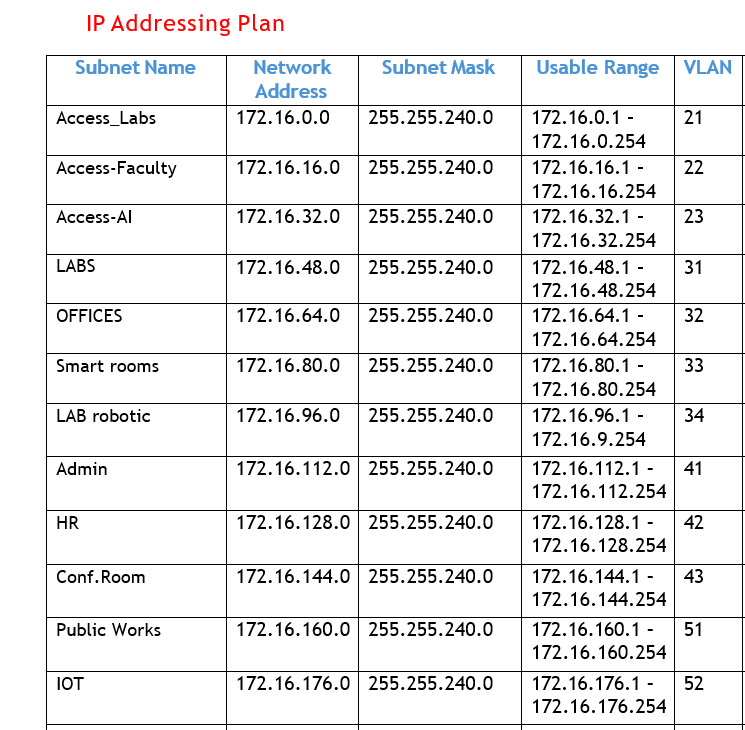 IP Addressing Plan
Subnet Name Network Address Subnet Mask Usable Range VLAN
Access_Labs 172.16.0.0 255.255.240.0 172.16.0.1 - 172.16.0.254 21
Access-Faculty 172.16.16.0 255.255.240.0 172.16.16.1 - 172.16.16.254 22
Access-AI 172.16.32.0 255.255.240.0 172.16.32.1 - 172.16.32.254 23
LABS 172.16.48.0 255.255.240.0 172.16.48.1 - 172.16.48.254 31
OFFICES 172.16.64.0 255.255.240.0 172.16.64.1 - 172.16.64.254 32
Smart rooms 172.16.80.0 255.255.240.0 172.16.80.1 - 172.16.80.254 33
LAB robotic 172.16.96.0 255.255.240.0 172.16.96.1 - 172.16.9.254 34
Admin 172.16.112.0 255.255.240.0 172.16.112.1 - 172.16.112.254 41
HR 172.16.128.0 255.255.240.0 172.16.128.1 - 172.16.128.254 42
Conf.Room 172.16.144.0 255.255.240.0 172.16.144.1 - 172.16.144.254 43
Public Works 172.16.160.0 255.255.240.0 172.16.160.1 - 172.16.160.254 51
IOT 172.16.176.0 255.255.240.0 172.16.176.1 - 172.16.176.254 52